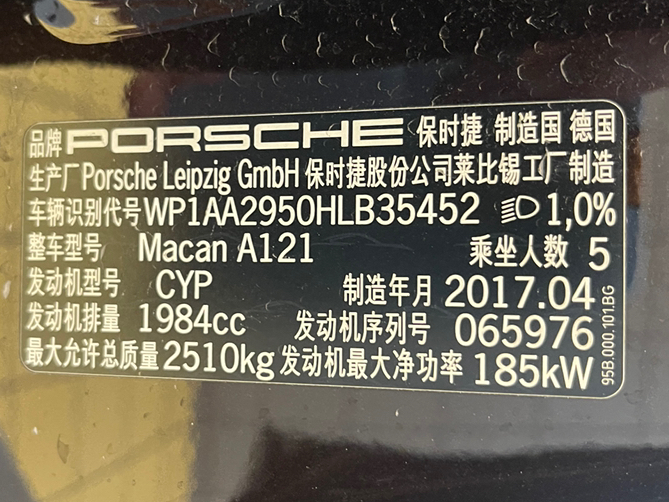 品牌 PORSCHE 保时捷 制造国 德国
生产厂 Porsche Leipzig GmbH 保时捷股份公司莱比锡工厂制造
车辆识别代号 WP1AA2950HLB35452 1,0%
整车型号 Macan A121 乘坐人数 5
发动机型号 CYP 制造年月 2017.04
发动机排量 1984cc 发动机序列号 065976
最大允许总质量 2510kg 发动机最大净功率 185kW
95B.000.101.BG